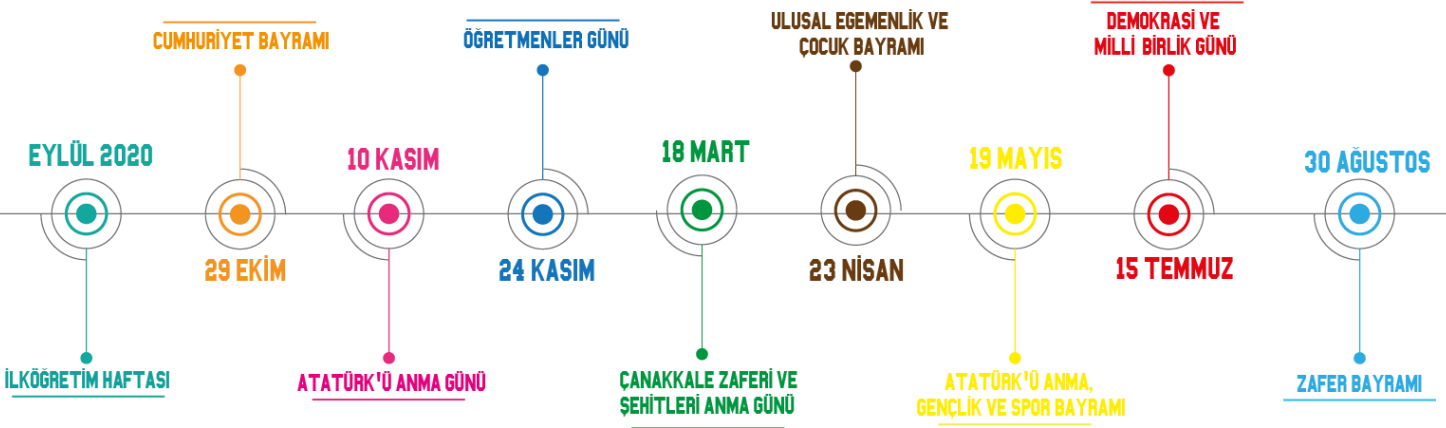 EYLÜL 2020
İLKÖĞRETİM HAFTASI
CUMHURİYET BAYRAMI
29 EKİM
10 KASIM
ATATÜRK'Ü ANMA GÜNÜ
ÖĞRETMENLER GÜNÜ
24 KASIM
18 MART
ÇANAKKALE ZAFERİ VE
ŞEHİTLERİ ANMA GÜNÜ
ULUSAL EGEMENLİK VE
ÇOCUK BAYRAMI
23 NİSAN
19 MAYIS
ATATÜRK'Ü ANMA,
GENÇLİK VE SPOR BAYRAMI
DEMOKRASİ VE
MİLLİ BİRLİK GÜNÜ
15 TEMMUZ
30 AĞUSTOS
ZAFER BAYRAMI